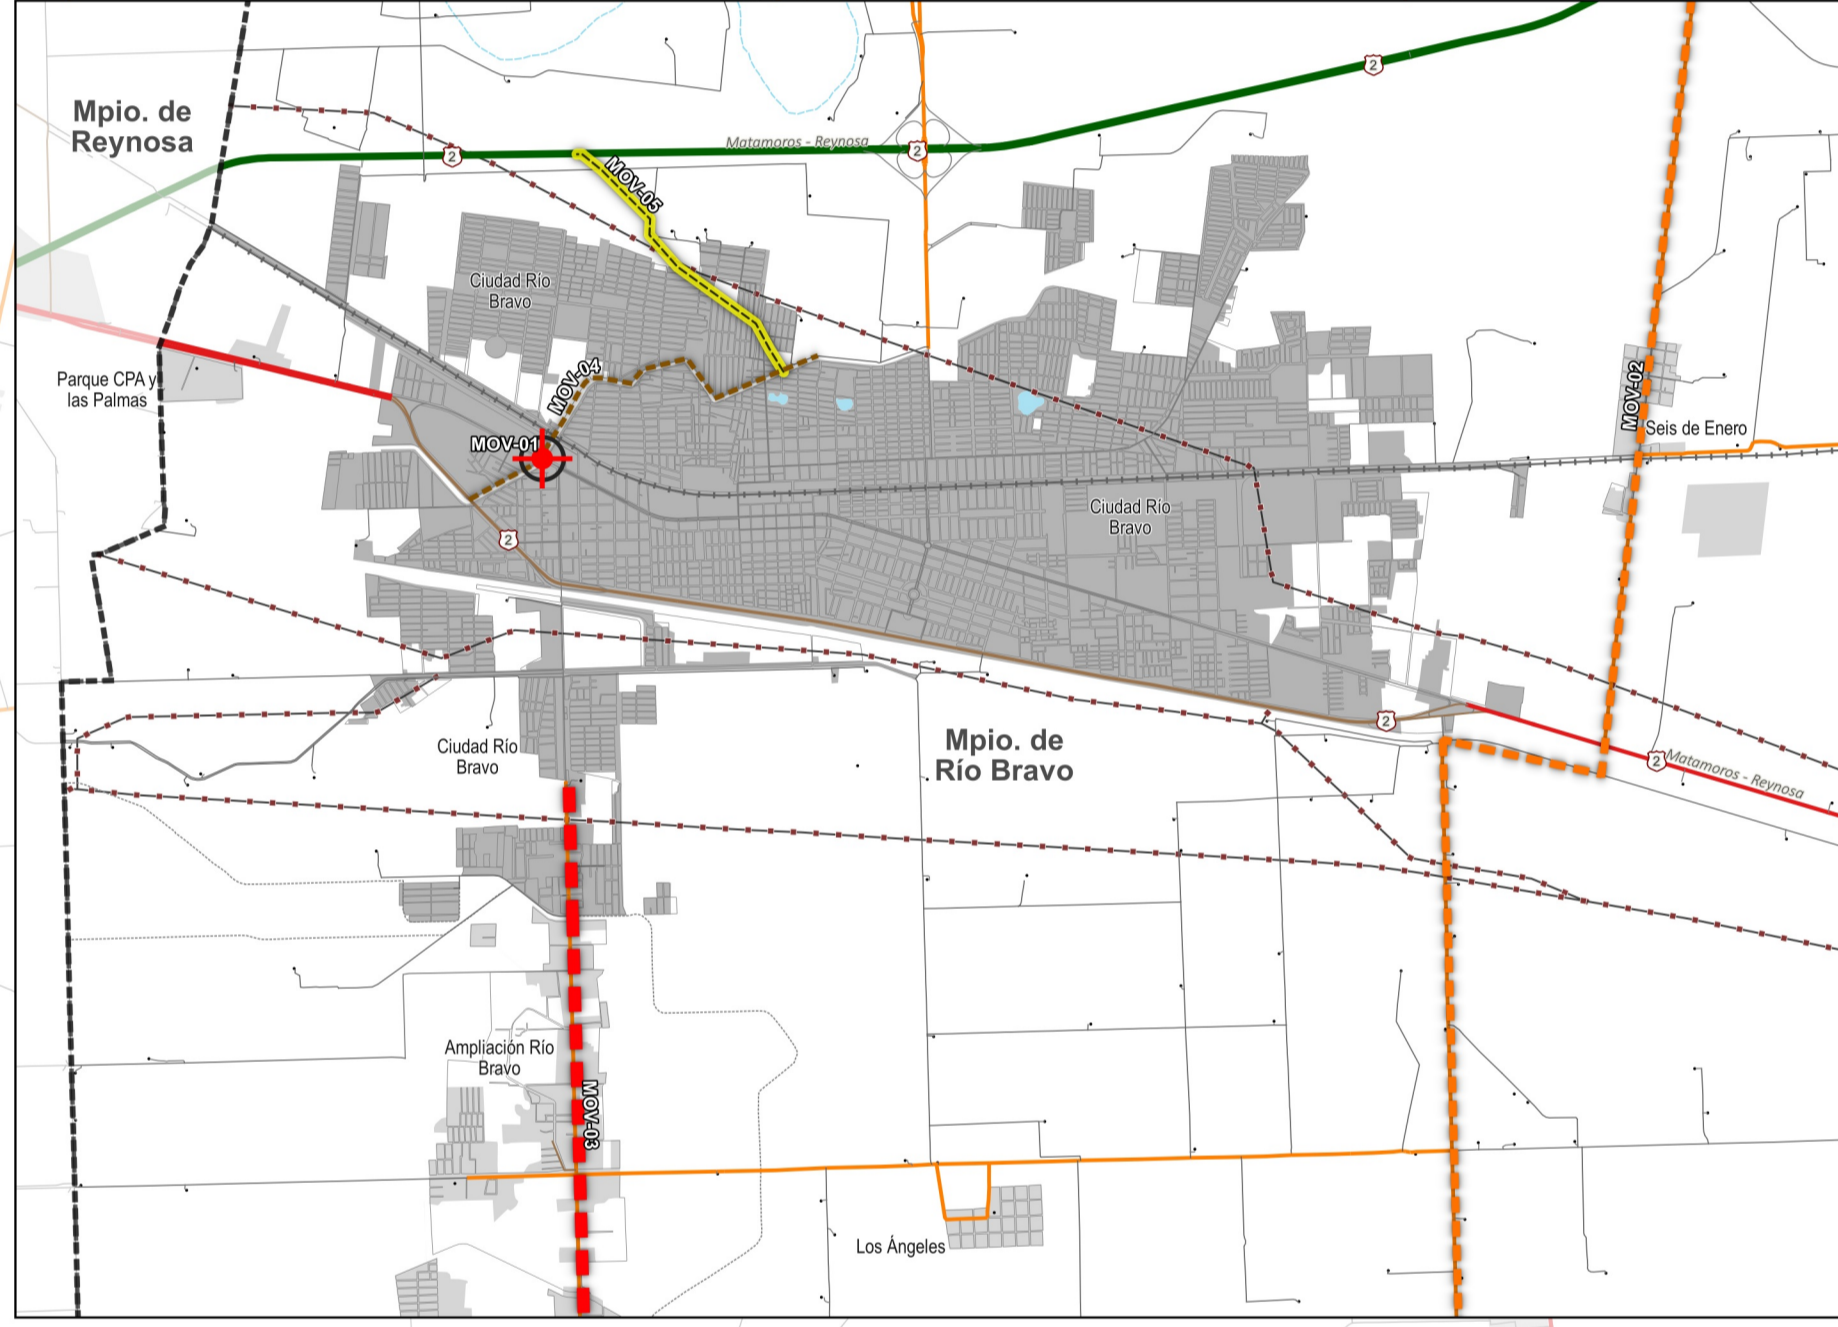 2
Mpio. de
Reynosa
Matamoros - Reynosa
2
2
MOV-05
Ciudad Río
Bravo
Parque CPA y
las Palmas
MOV-04
MOV-02
MOV-01
Seis de Enero
Ciudad Río
Bravo
2
2
Ciudad Río
Bravo
Mpio. de
Río Bravo
2
Matamoros - Reynosa
Ampliación Río
Bravo
MOV-03
Los Ángeles